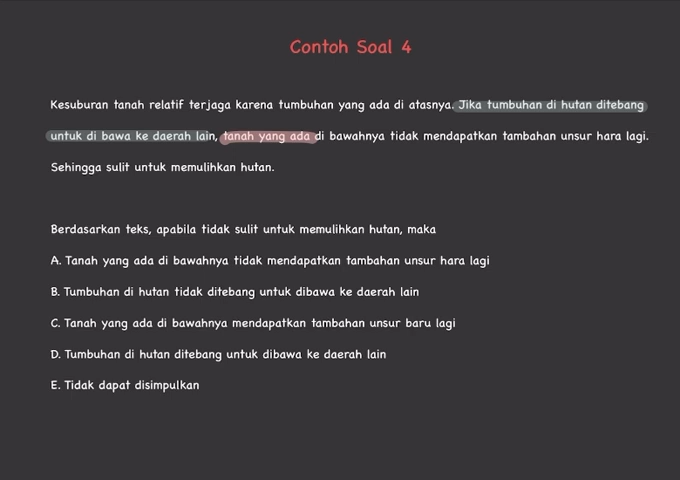 Contoh Soal 4
Kesuburan tanah relatif terjaga karena tumbuhan yang ada di atasnya. Jika tumbuhan di hutan ditebang
untuk di bawa ke daerah lain, tanah yang ada di bawahnya tidak mendapatkan tambahan unsur hara lagi.
Sehingga sulit untuk memulihkan hutan.
Berdasarkan teks, apabila tidak sulit untuk memulihkan hutan, maka
A. Tanah yang ada di bawahnya tidak mendapatkan tambahan unsur hara lagi
B. Tumbuhan di hutan tidak ditebang untuk dibawa ke daerah lain
C. Tanah yang ada di bawahnya mendapatkan tambahan unsur baru lagi
D. Tumbuhan di hutan ditebang untuk dibawa ke daerah lain
E. Tidak dapat disimpulkan